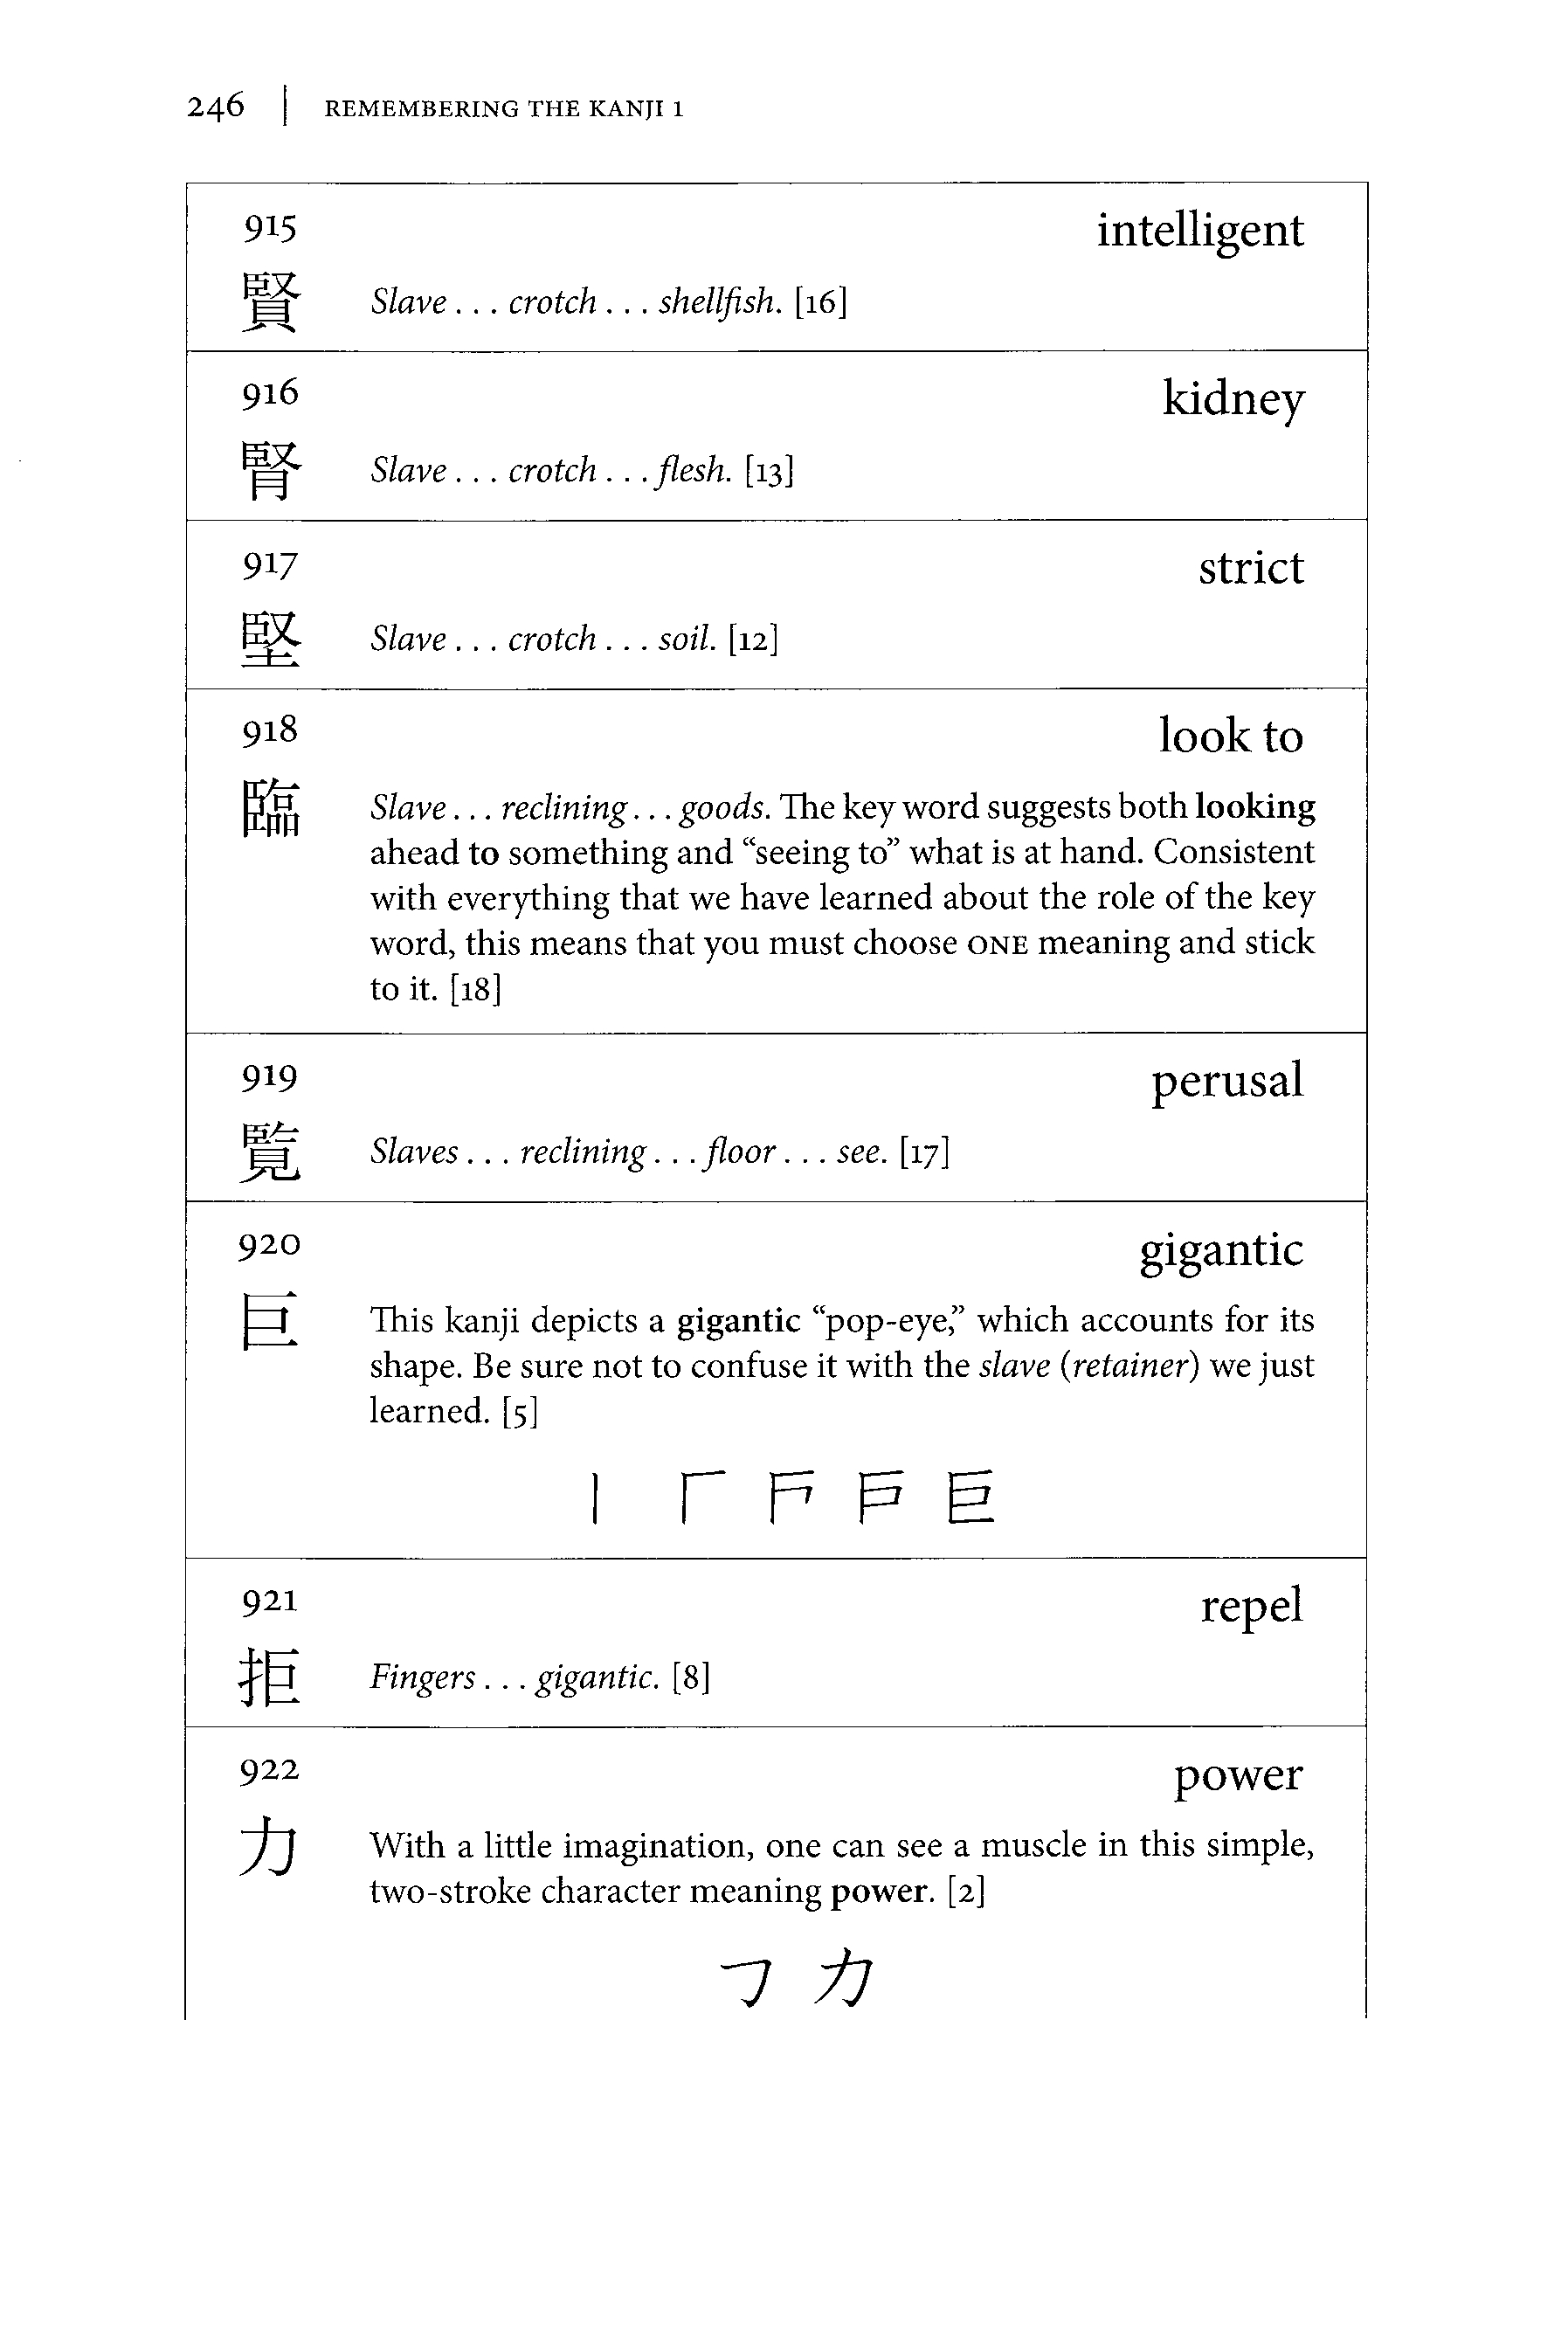 246 | REMEMBERING THE KANJI 1
915 intelligent
賢 Slave . . . crotch . . . shellfish. [16]
916 kidney
腎 Slave . . . crotch . . . flesh. [13]
917 strict
堅 Slave . . . crotch . . . soil. [12]
918 look to
臨 Slave . . . reclining . . . goods. The key word suggests both looking
ahead to something and “seeing to” what is at hand. Consistent
with everything that we have learned about the role of the key
word, this means that you must choose ONE meaning and stick
to it. [18]
919 perusal
覧 Slaves . . . reclining . . . floor . . . see. [17]
920 gigantic
巨 This kanji depicts a gigantic “pop-eye,” which accounts for its
shape. Be sure not to confuse it with the slave (retainer) we just
learned. [5]
921 repel
拒 Fingers . . . gigantic. [8]
922 power
力 With a little imagination, one can see a muscle in this simple,
two-stroke character meaning power. [2]
㇆ 力